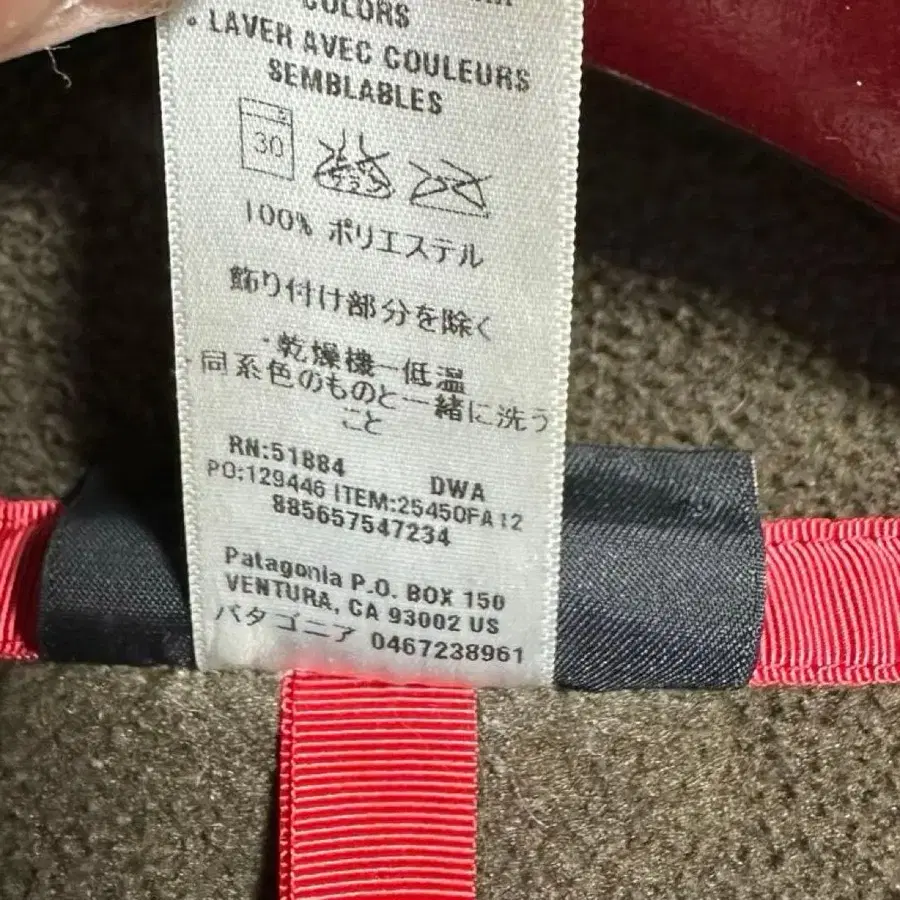 COLORS
• LAVER AVEC COULEURS
SEMBLABLES
30
100% ポリエステル
飾り付け部分を除く
・乾燥機ー低温
同系色のものと一緒に洗う
こと
RN:51884
DWA
PO:129446 ITEM:25450FA12
885657547234
Patagonia P.O. BOX 150
VENTURA, CA 93002 US
パタゴニア 0467238961